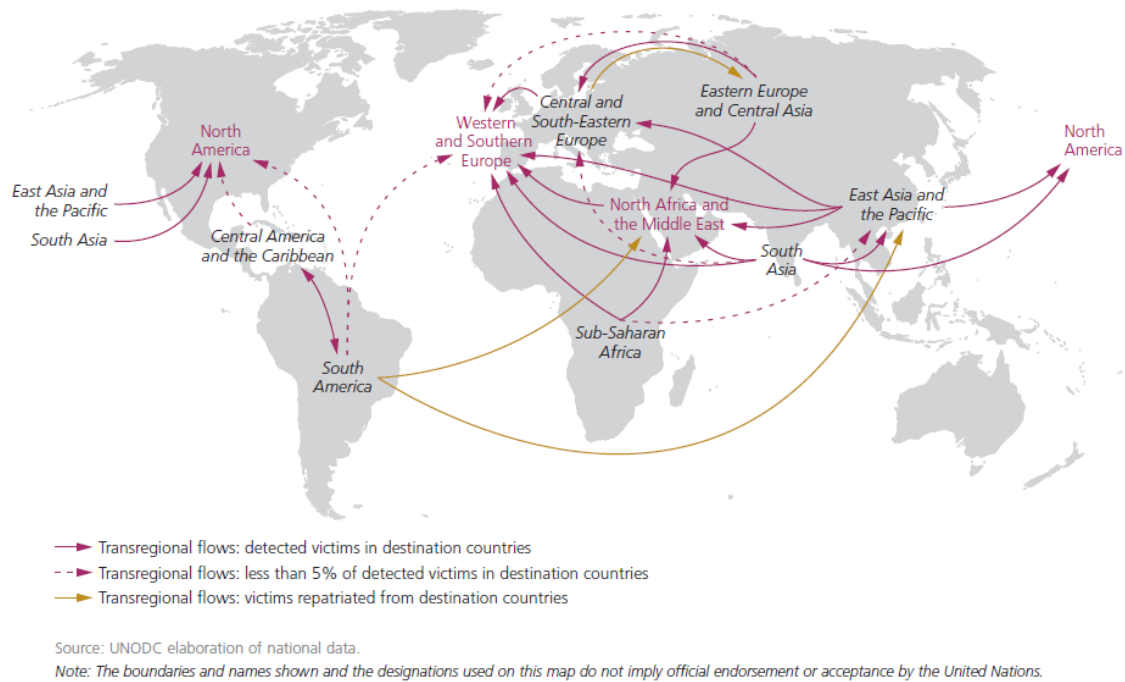 North
America
East Asia and
the Pacific
South Asia
Central America
and the Caribbean
South
America
Western
and Southern
Europe
Central and
South-Eastern
Europe
Eastern Europe
and Central Asia
North Africa and
the Middle East
Sub-Saharan
Africa
South
Asia
East Asia and
the Pacific
North
America
Transregional flows: detected victims in destination countries
Transregional flows: less than 5% of detected victims in destination countries
Transregional flows: victims repatriated from destination countries
Source: UNODC elaboration of national data.
Note: The boundaries and names shown and the designations used on this map do not imply official endorsement or acceptance by the United Nations.